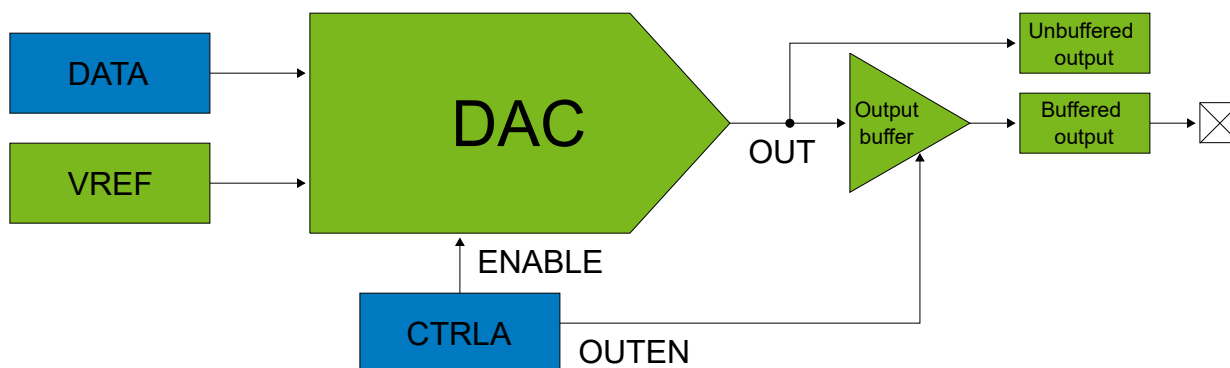 DATA
VREF
DAC
ENABLE
CTRLA
OUTEN
OUT
Output
buffer
Unbuffered
output
Buffered
output